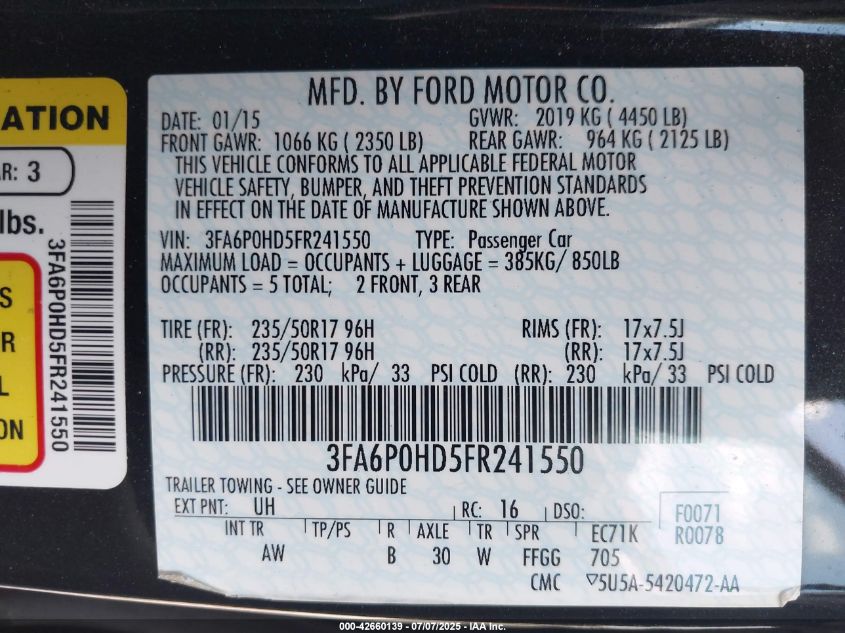 ATION
AR: 3
lbs.
3FA6P0HD5FR241550
S
R
L
ON
MFD. BY FORD MOTOR CO.
DATE: 01/15 GVWR: 2019 KG ( 4450 LB)
FRONT GAWR: 1066 KG ( 2350 LB) REAR GAWR: 964 KG ( 2125 LB)
THIS VEHICLE CONFORMS TO ALL APPLICABLE FEDERAL MOTOR
VEHICLE SAFETY, BUMPER, AND THEFT PREVENTION STANDARDS
IN EFFECT ON THE DATE OF MANUFACTURE SHOWN ABOVE.
VIN: 3FA6P0HD5FR241550 TYPE: Passenger Car
MAXIMUM LOAD = OCCUPANTS + LUGGAGE = 385KG/ 850LB
OCCUPANTS = 5 TOTAL; 2 FRONT, 3 REAR
TIRE (FR): 235/50R17 96H RIMS (FR): 17x7.5J
(RR): 235/50R17 96H (RR): 17x7.5J
PRESSURE (FR): 230 kPa/ 33 PSI COLD (RR): 230 kPa/ 33 PSI COLD
3FA6P0HD5FR241550
TRAILER TOWING - SEE OWNER GUIDE
EXT PNT: UH RC: 16 DSO: F0071
INT TR TP/PS R AXLE TR SPR EC71K R0078
AW B 30 W FFGG 705
CMC ▽5U5A-5420472-AA
000-42660139 - 07/07/2025 - IAA Inc.